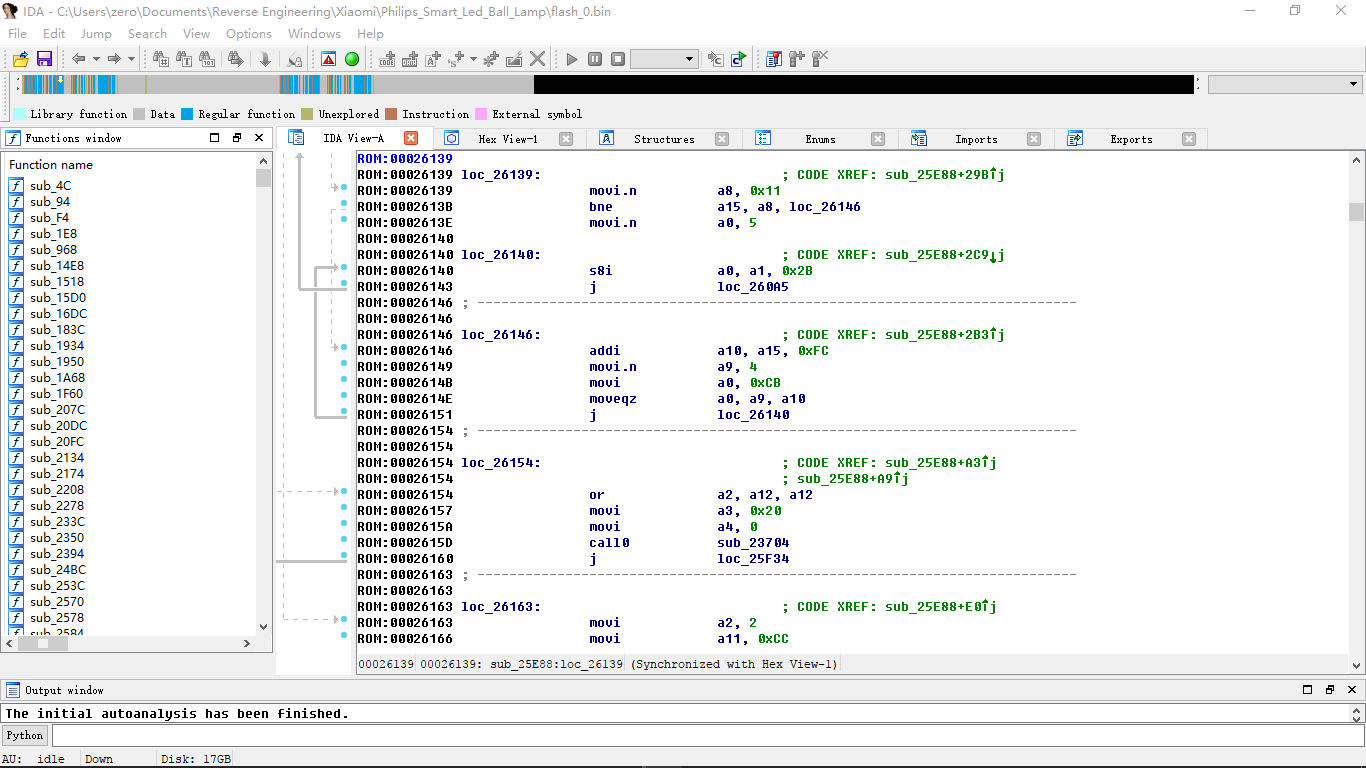 IDA - C:\Users\zero\Documents\Reverse Engineering\Xiaomi\Philips_Smart_Led_Ball_Lamp\flash_0.bin
File Edit Jump Search View Options Windows Help
Library function Data Regular function Unexplored Instruction External symbol
Functions window
Function name
sub_4C
sub_94
sub_F4
sub_1E8
sub_968
sub_14E8
sub_1518
sub_15D0
sub_16DC
sub_183C
sub_1934
sub_1950
sub_1A68
sub_1F60
sub_207C
sub_20DC
sub_20FC
sub_2134
sub_2174
sub_2208
sub_2278
sub_233C
sub_2350
sub_2394
sub_24BC
sub_253C
sub_2570
sub_2578
sub_2584
IDA View-A Hex View-1 Structures Enums Imports Exports
ROM:00026139
ROM:00026139 loc_26139: ; CODE XREF: sub_25E88+29B↑j
ROM:00026139 movi.n a8, 0x11
ROM:0002613B bne a15, a8, loc_26146
ROM:0002613E movi.n a0, 5
ROM:00026140
ROM:00026140 loc_26140: ; CODE XREF: sub_25E88+2C9↓j
ROM:00026140 s8i a0, a1, 0x2B
ROM:00026143 j loc_260A5
ROM:00026146 ; ---------------------------------------------------------------------------
ROM:00026146
ROM:00026146 loc_26146: ; CODE XREF: sub_25E88+2B3↑j
ROM:00026146 addi a10, a15, 0xFC
ROM:00026149 movi.n a9, 4
ROM:0002614B movi a0, 0xCB
ROM:0002614E moveqz a0, a9, a10
ROM:00026151 j loc_26140
ROM:00026154 ; ---------------------------------------------------------------------------
ROM:00026154
ROM:00026154 loc_26154: ; CODE XREF: sub_25E88+A3↑j
ROM:00026154 ; sub_25E88+A9↑j
ROM:00026154 or a2, a12, a12
ROM:00026157 movi a3, 0x20
ROM:0002615A movi a4, 0
ROM:0002615D call0 sub_23704
ROM:00026160 j loc_25F34
ROM:00026163 ; ---------------------------------------------------------------------------
ROM:00026163
ROM:00026163 loc_26163: ; CODE XREF: sub_25E88+E0↑j
ROM:00026163 movi a2, 2
ROM:00026166 movi a11, 0xCC
00026139 00026139: sub_25E88:loc_26139 (Synchronized with Hex View-1)
Output window
The initial autoanalysis has been finished.
Python
AU: idle Down Disk: 17GB